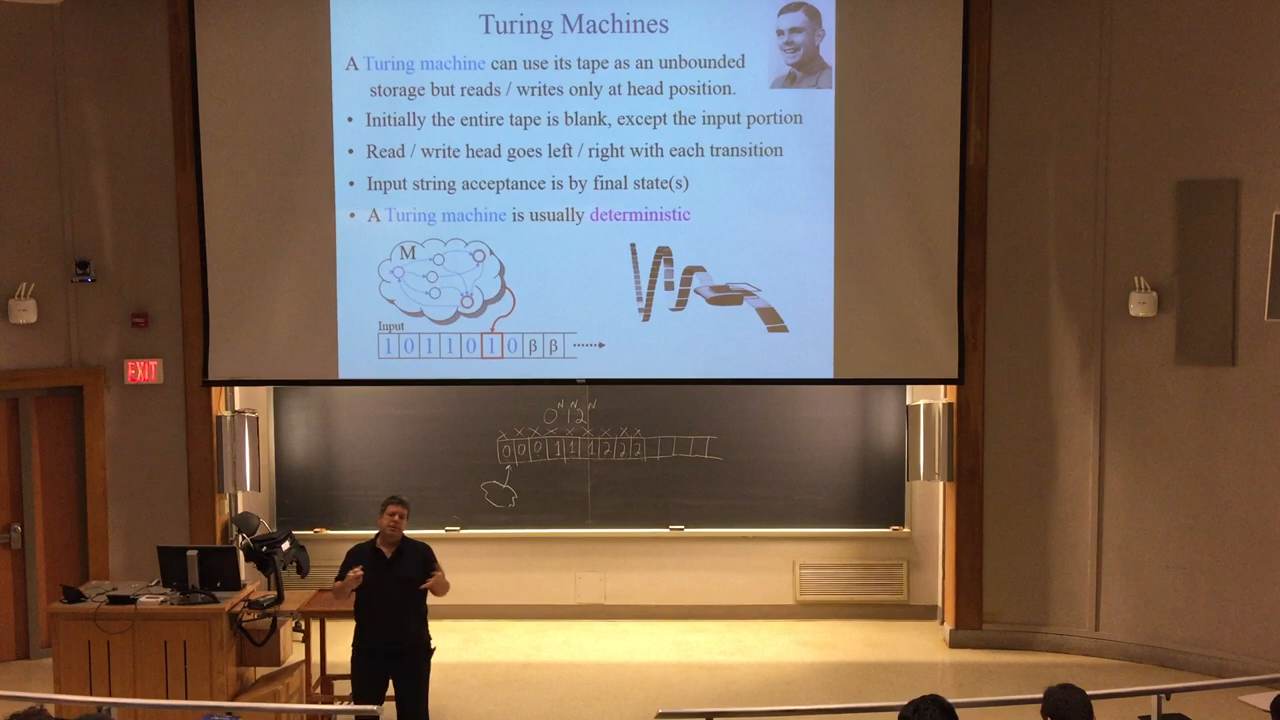 Turing Machines
A Turing machine can use its tape as an unbounded
storage but reads / writes only at head position.
• Initially the entire tape is blank, except the input portion
• Read / write head goes left / right with each transition
• Input string acceptance is by final state(s)
• A Turing machine is usually deterministic
M
Input
1 0 1 1 0 1 0 β β
EXIT
0ᴺ 1ᴺ 2ᴺ
X X X X X X X X X
0 0 0 1 1 1 2 2 2